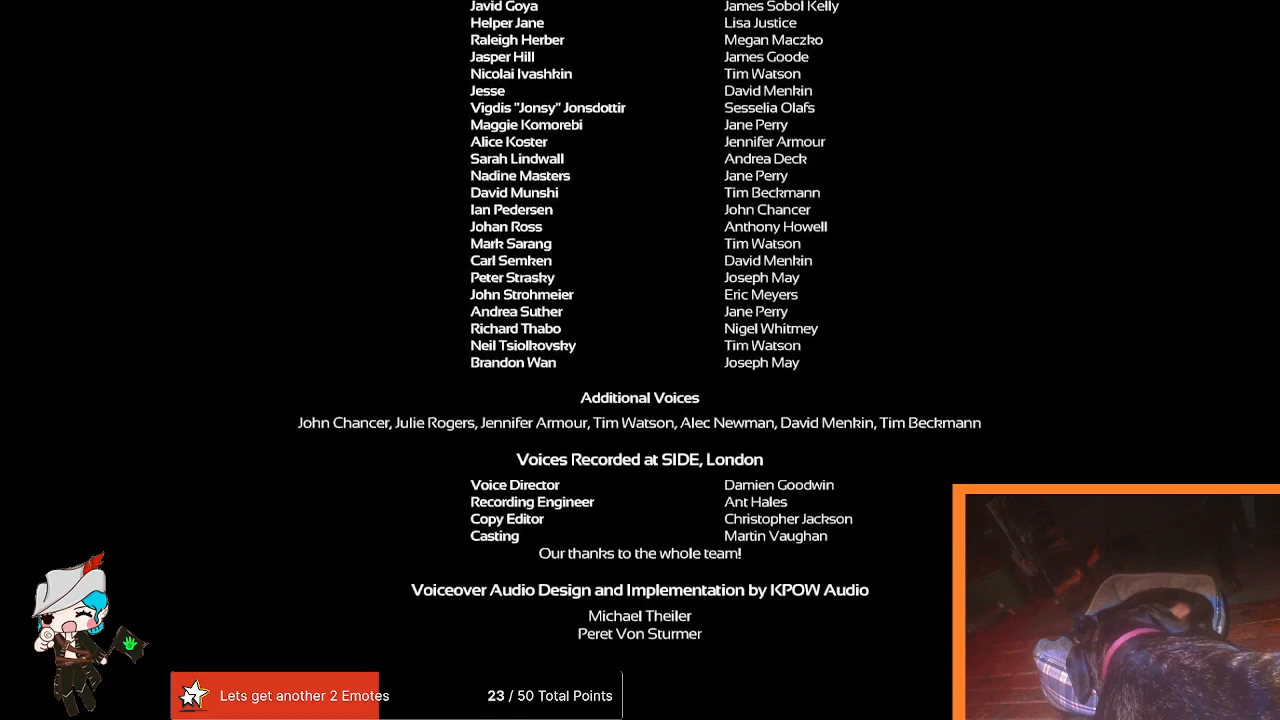 Javid Goya James Sobol Kelly
Helper Jane Lisa Justice
Raleigh Herber Megan Maczko
Jasper Hill James Goode
Nicolai Ivashkin Tim Watson
Jesse David Menkin
Vigdis "Jonsy" Jonsdottir Sesselia Olafs
Maggie Komorebi Jane Perry
Alice Koster Jennifer Armour
Sarah Lindwall Andrea Deck
Nadine Masters Jane Perry
David Munshi Tim Beckmann
Ian Pedersen John Chancer
Johan Ross Anthony Howell
Mark Sarang Tim Watson
Carl Semken David Menkin
Peter Strasky Joseph May
John Strohmeier Eric Meyers
Andrea Suther Jane Perry
Richard Thabo Nigel Whitmey
Neil Tsiolkovsky Tim Watson
Brandon Wan Joseph May
Additional Voices
John Chancer, Julie Rogers, Jennifer Armour, Tim Watson, Alec Newman, David Menkin, Tim Beckmann
Voices Recorded at SIDE, London
Voice Director Damien Goodwin
Recording Engineer Ant Hales
Copy Editor Christopher Jackson
Casting Martin Vaughan
Our thanks to the whole team!
Voiceover Audio Design and Implementation by KPOW Audio
Michael Theiler
Peret Von Sturmer
Lets get another 2 Emotes 23 / 50 Total Points